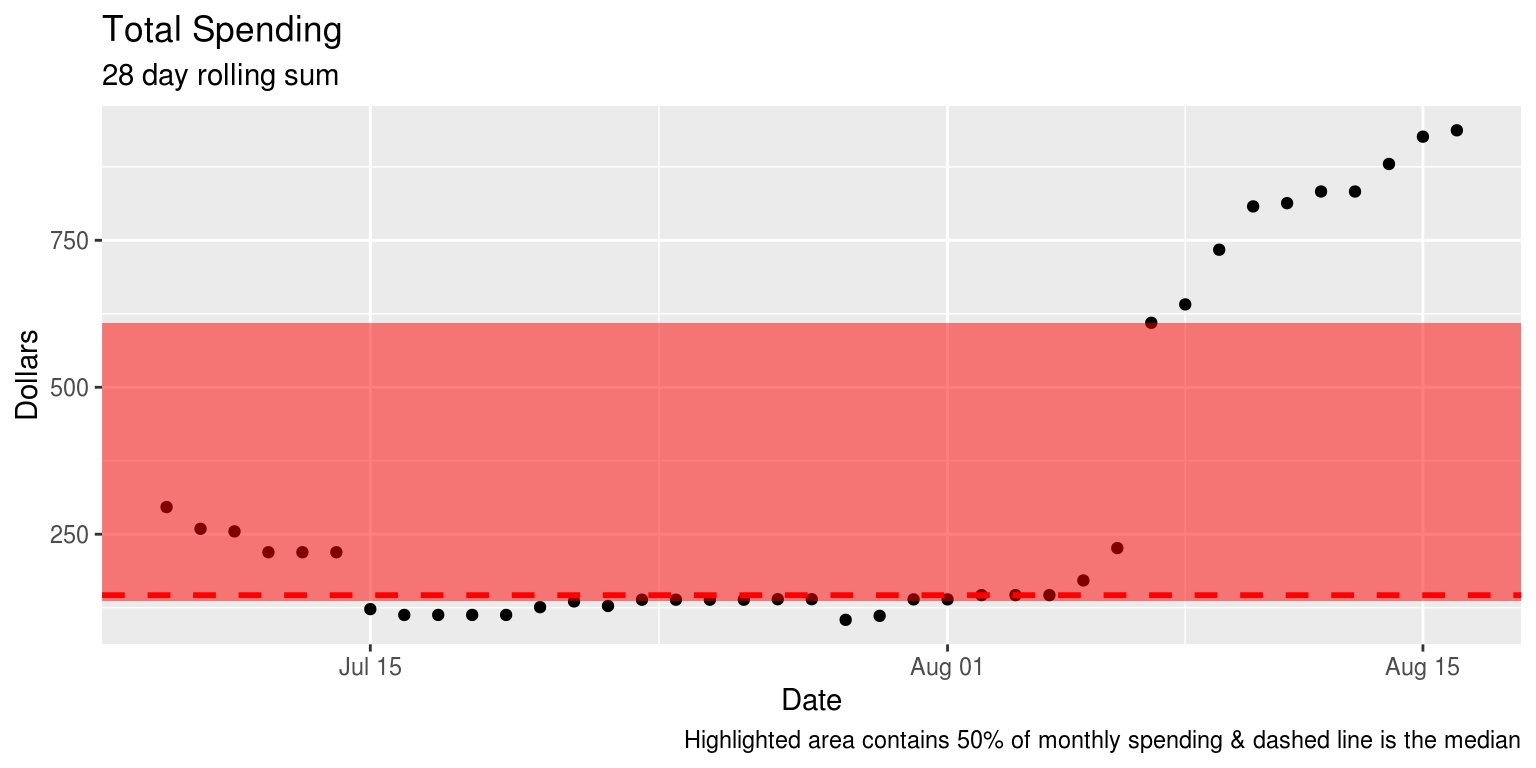 Total Spending
28 day rolling sum
750
500
250
Dollars
Jul 15
Aug 01
Aug 15
Date
Highlighted area contains 50% of monthly spending & dashed line is the median